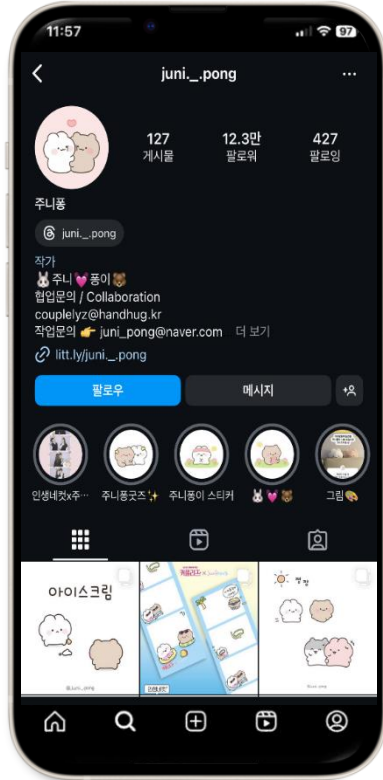 11:57
97
juni._.pong
127 12.3만 427
게시물 팔로워 팔로잉
주니퐁
juni._.pong
작가
주니 퐁이
협업문의 / Collaboration
couplelyz@handhug.kr
작업문의 👉 juni_pong@naver.com 더 보기
litt.ly/juni._.pong
팔로우 메시지
인생네컷x주… 주니퐁굿즈✨ 주니퐁이 스티커 🐰💓🐻 그림🎨
아이스크림